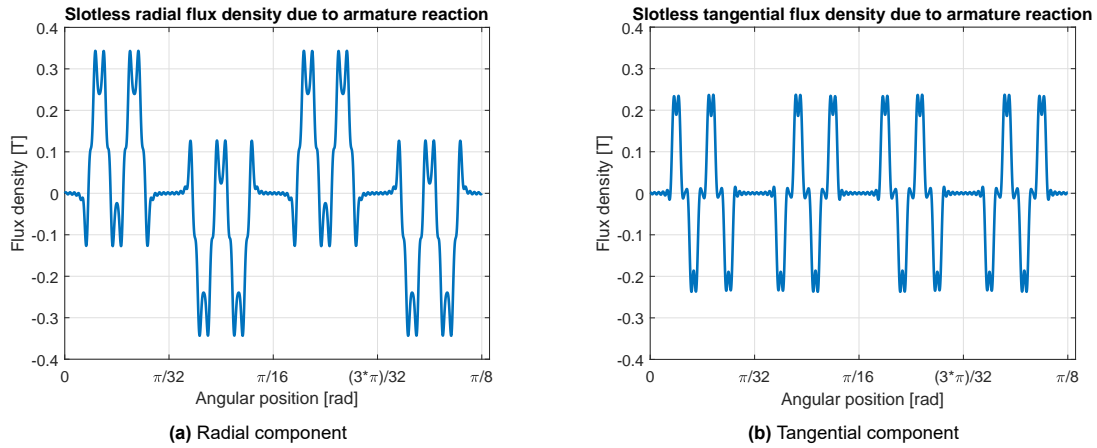 Slotless radial flux density due to armature reaction
0.4
0.3
0.2
0.1
0
-0.1
-0.2
-0.3
-0.4
Flux density [T]
0
π/32
π/16
(3*π)/32
π/8
Angular position [rad]
(a) Radial component
Slotless tangential flux density due to armature reaction
0.4
0.3
0.2
0.1
0
-0.1
-0.2
-0.3
-0.4
Flux density [T]
0
π/32
π/16
(3*π)/32
π/8
Angular position [rad]
(b) Tangential component